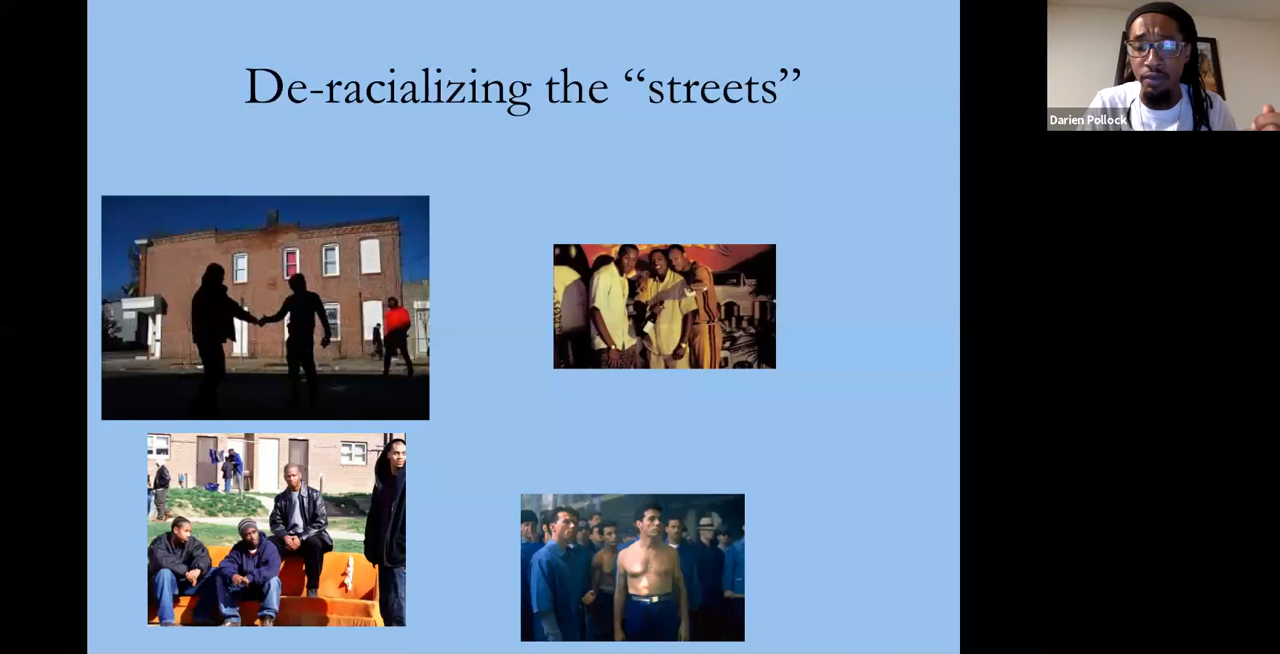 De-racializing the “streets”
Darien Pollock